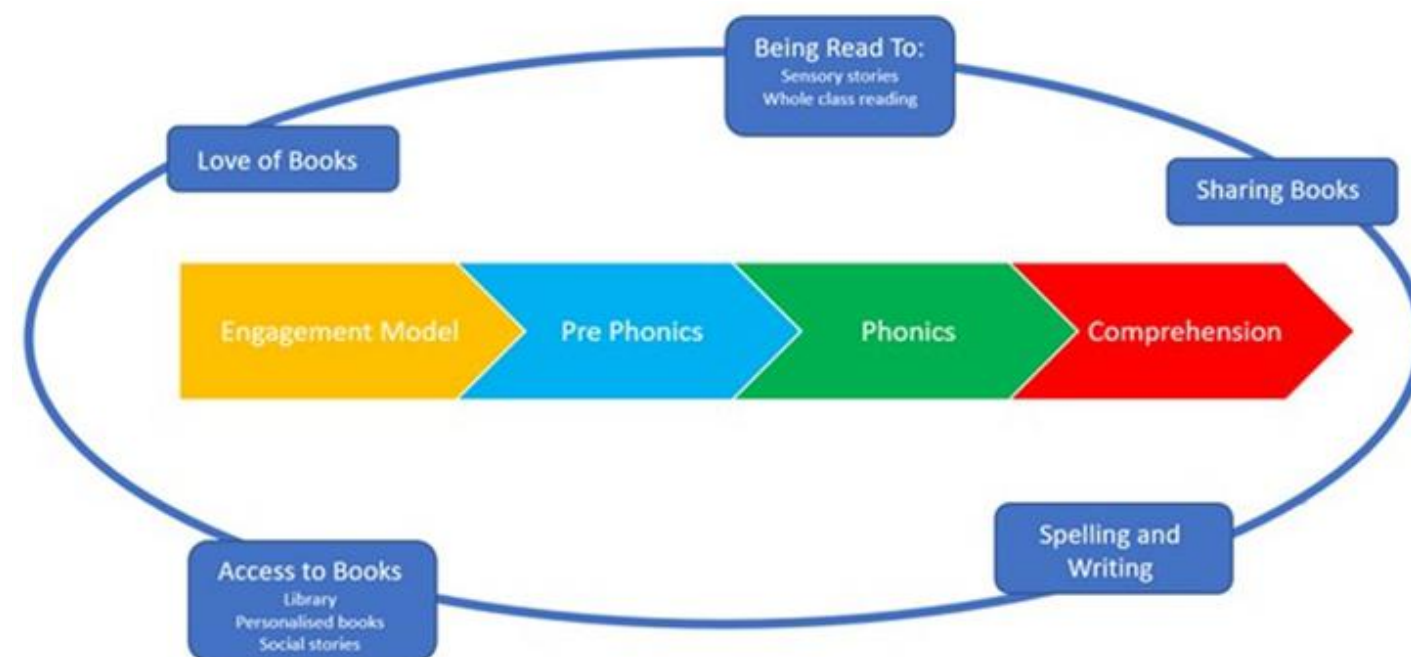 Being Read To:
Sensory stories
Whole class reading
Love of Books
Sharing Books
Engagement Model
Pre Phonics
Phonics
Comprehension
Access to Books
Library
Personalised books
Social stories
Spelling and
Writing